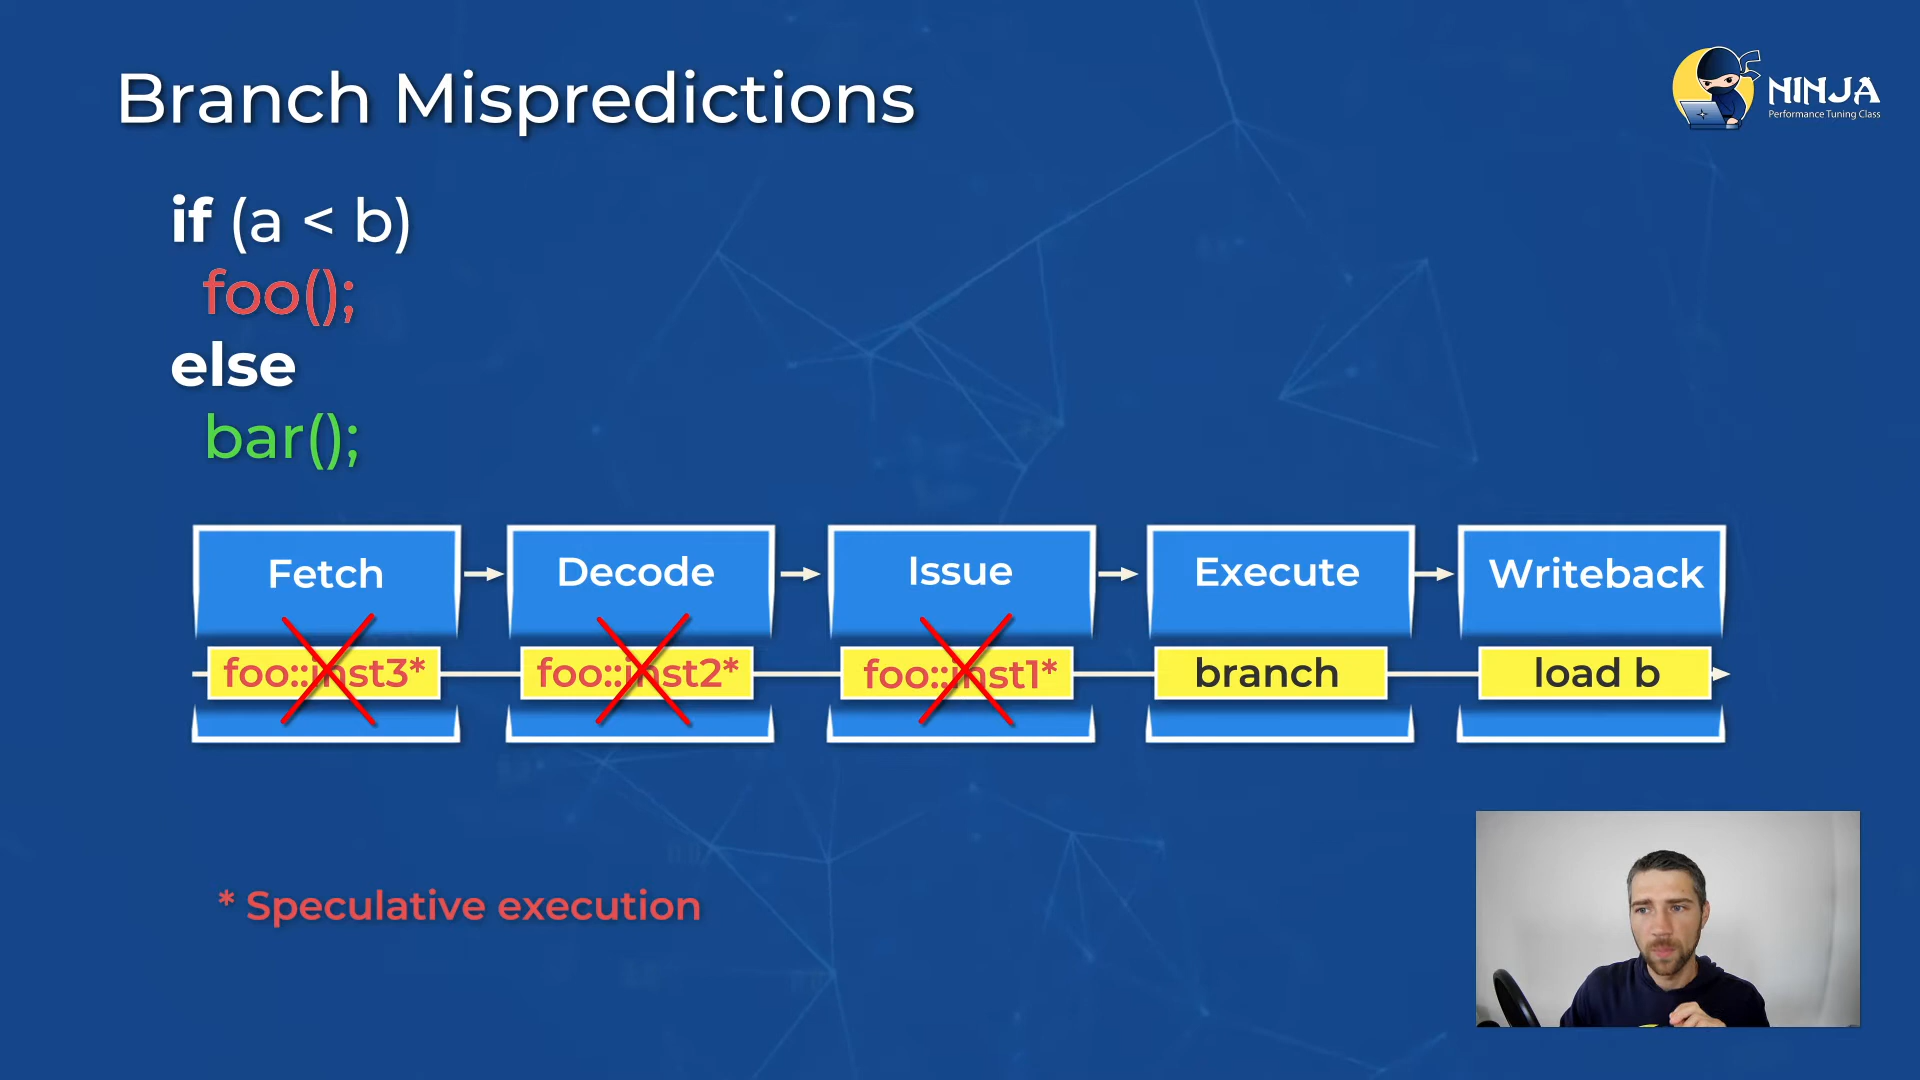 Branch Mispredictions
NINJA
Performance Tuning Class
if (a < b)
foo();
else
bar();
Fetch
Decode
Issue
Execute
Writeback
foo::inst3*
foo::inst2*
foo::inst1*
branch
load b
* Speculative execution